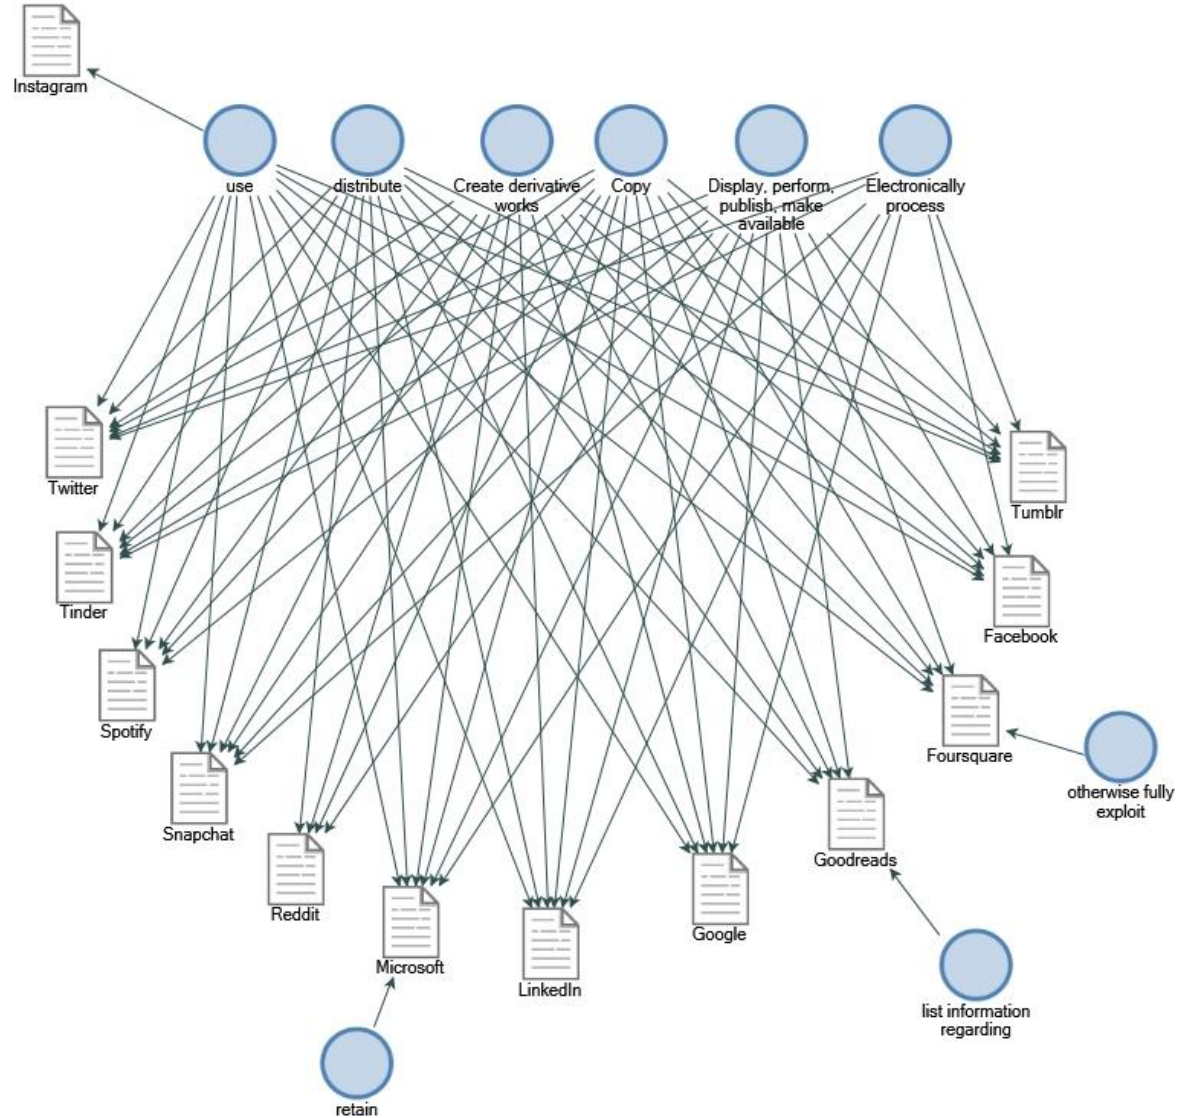 Instagram
use
distribute
Create derivative
works
Copy
Display, perform,
publish, make
available
Electronically
process
Twitter
Tumblr
Tinder
Facebook
Spotify
Foursquare
otherwise fully
exploit
Snapchat
Goodreads
Reddit
Google
Microsoft
LinkedIn
list information
regarding
retain